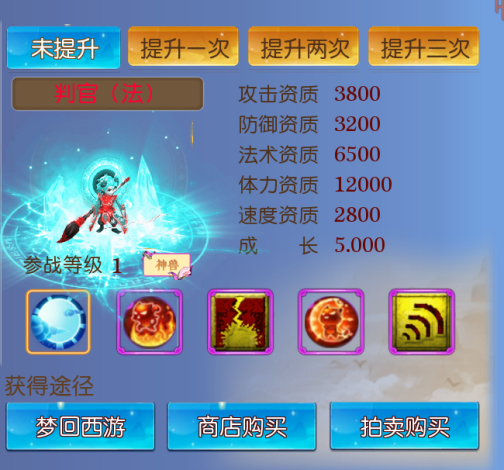 未提升 提升一次 提升两次 提升三次
判官（法）
攻击资质 3800
防御资质 3200
法术资质 6500
体力资质 12000
速度资质 2800
成 长 5.000
参战等级 1 神兽
获得途径
梦回西游 商店购买 拍卖购买